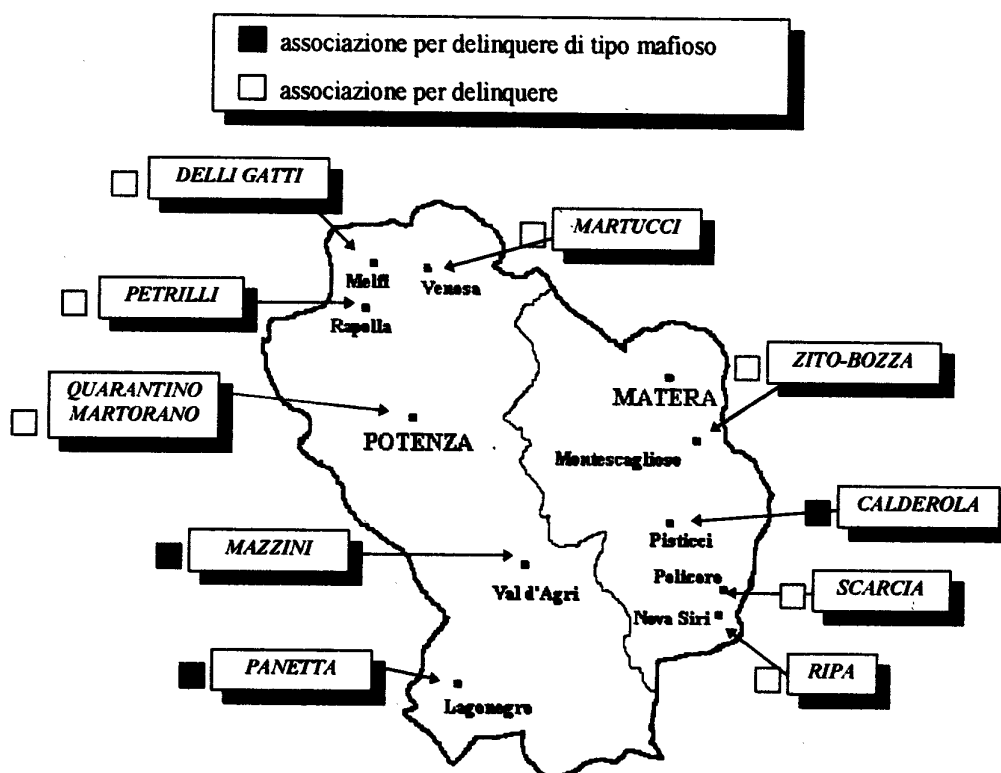 associazione per delinquere di tipo mafioso
associazione per delinquere
DELLI GATTI
MARTUCCI
Melfi
Venosa
PETRILLI
Rapolla
ZITO-BOZZA
QUARANTINO
MARTORANO
MATERA
POTENZA
Montescaglioso
CALDEROLA
Pisticci
MAZZINI
Val d'Agri
Policoro
SCARCIA
Nova Siri
PANETTA
RIPA
Lagonegro